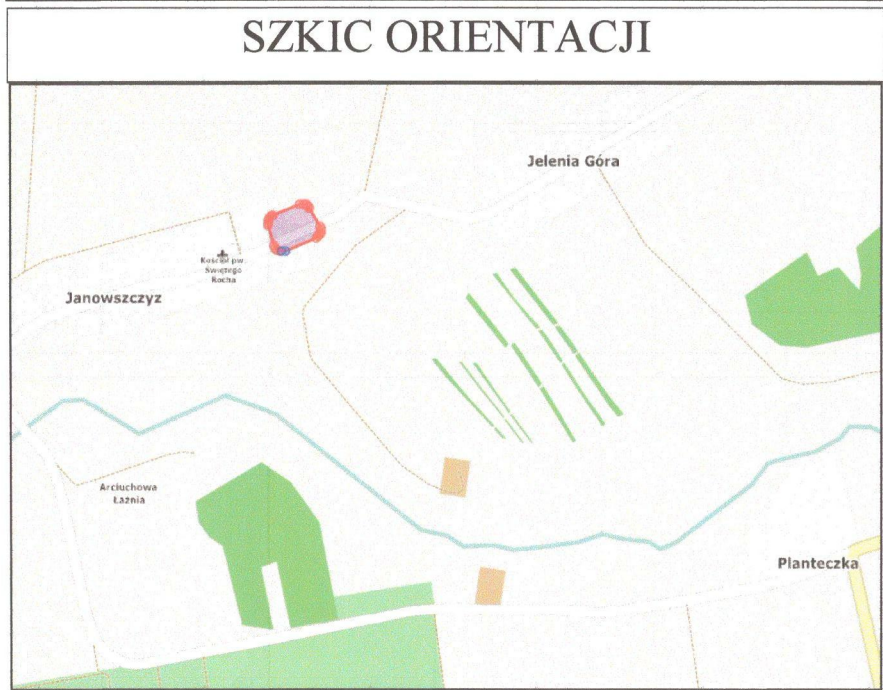 SZKIC ORIENTACJI
Jelenia Góra
Kościół pw.
Świętego
Rocha
Janowszczyz
Arciuchowa
Łaźnia
Planteczka